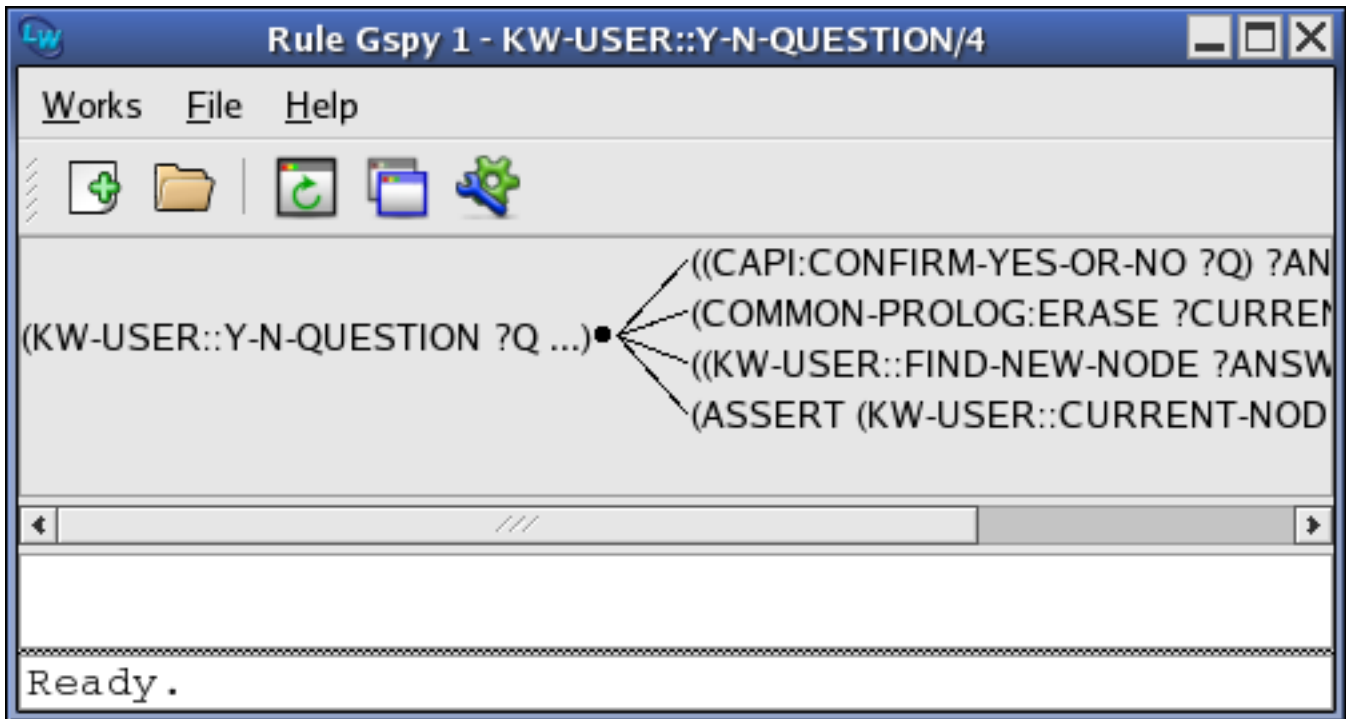 LW
Rule Gspy 1 - KW-USER::Y-N-QUESTION/4
Works File Help
((CAPI:CONFIRM-YES-OR-NO ?Q) ?AN
(COMMON-PROLOG:ERASE ?CURREN
(KW-USER::Y-N-QUESTION ?Q ...)
((KW-USER::FIND-NEW-NODE ?ANSW
(ASSERT (KW-USER::CURRENT-NOD
Ready.